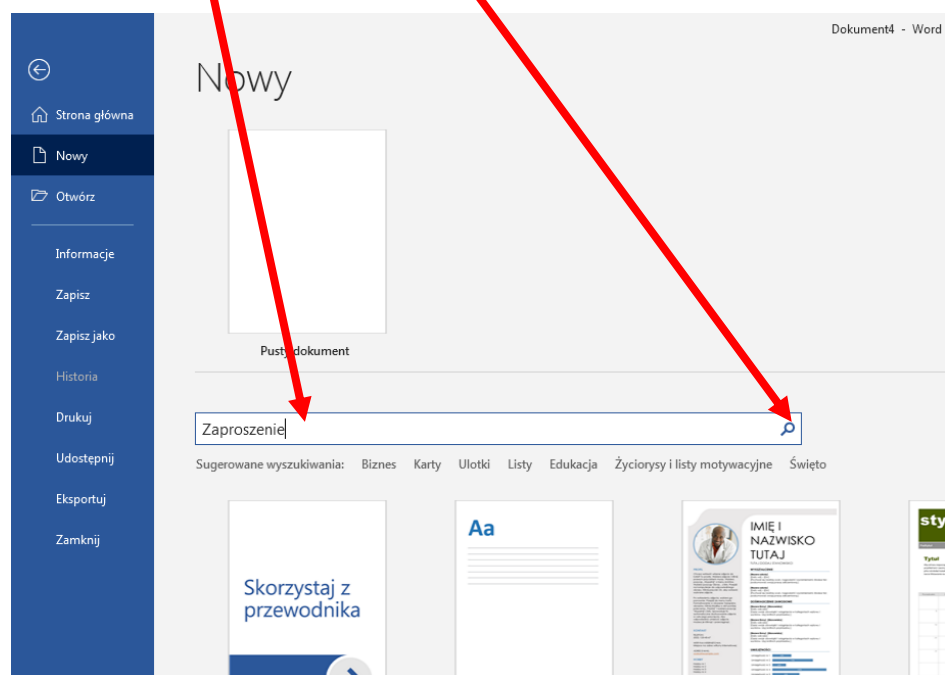 Dokument4 - Word
Nowy
Strona główna
Nowy
Otwórz
Informacje
Zapisz
Zapisz jako
Historia
Drukuj
Udostępnij
Eksportuj
Zamknij
Pusty dokument
Zaproszenie
Sugerowane wyszukiwania: Biznes Karty Ulotki Listy Edukacja Życiorysy i listy motywacyjne Święto
Skorzystaj z
przewodnika
Aa
IMIĘ I
NAZWISKO
TUTAJ
sty
Tytuł